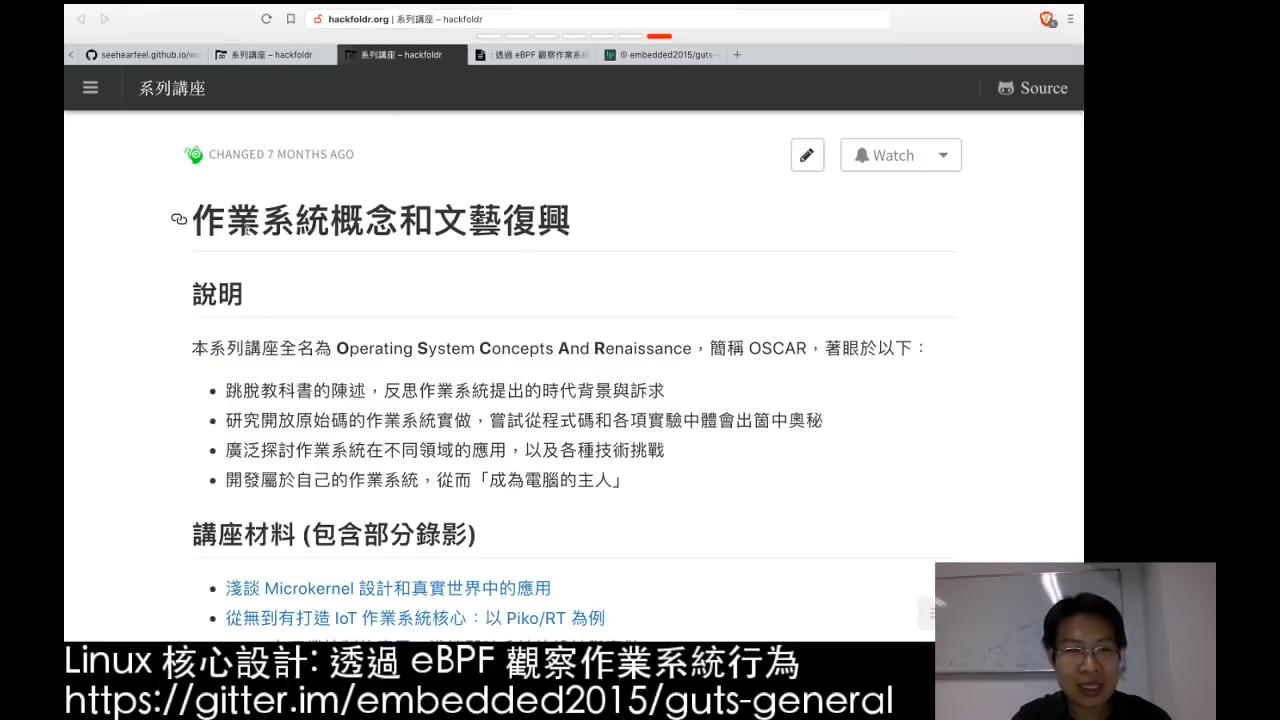 hackfoldr.org | 系列講座 – hackfoldr
seehearfeel.github.io/wo
系列講座 – hackfoldr
系列講座 – hackfoldr
: 透過 eBPF 觀察作業系統
embedded2015/guts-
系列講座
Source
CHANGED 7 MONTHS AGO
Watch
作業系統概念和文藝復興
說明
本系列講座全名為 Operating System Concepts And Renaissance，簡稱 OSCAR，著眼於以下：
跳脫教科書的陳述，反思作業系統提出的時代背景與訴求
研究開放原始碼的作業系統實做，嘗試從程式碼和各項實驗中體會出箇中奧秘
廣泛探討作業系統在不同領域的應用，以及各種技術挑戰
開發屬於自己的作業系統，從而「成為電腦的主人」
講座材料 (包含部分錄影)
淺談 Microkernel 設計和真實世界中的應用
從無到有打造 IoT 作業系統核心：以 Piko/RT 為例
Linux 核心設計: 透過 eBPF 觀察作業系統行為
https://gitter.im/embedded2015/guts-general